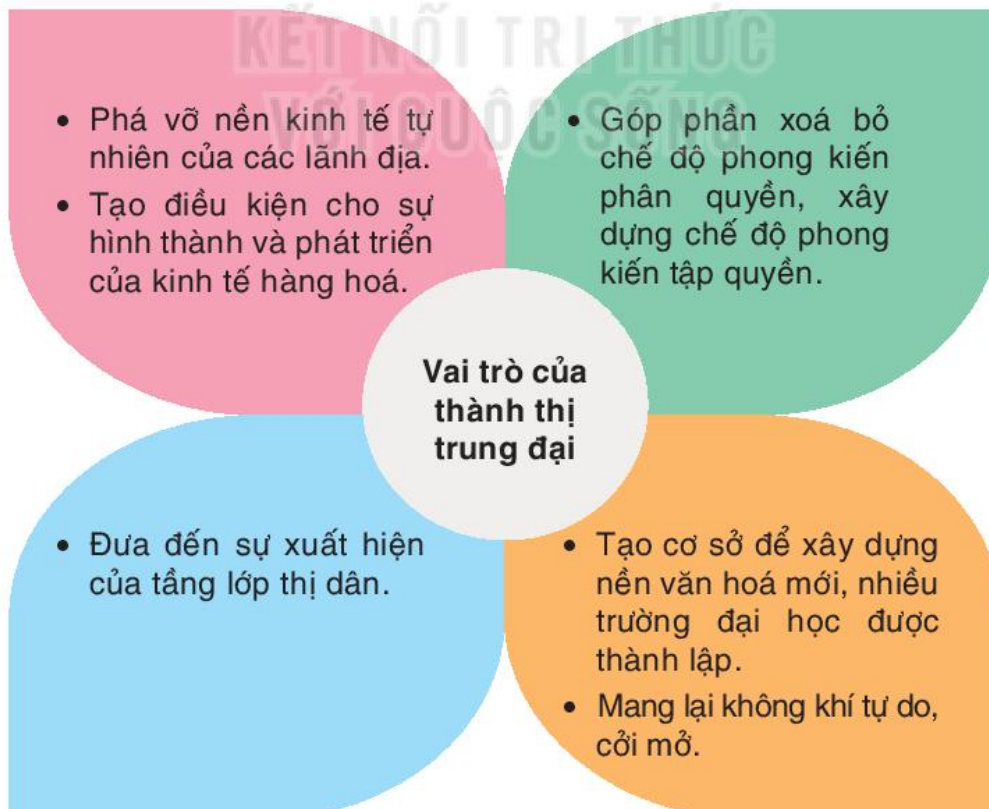 KẾT NỐI TRI THỨC
VỚI CUỘC SỐNG
• Phá vỡ nền kinh tế tự
nhiên của các lãnh địa.
• Tạo điều kiện cho sự
hình thành và phát triển
của kinh tế hàng hoá.
• Góp phần xoá bỏ
chế độ phong kiến
phân quyền, xây
dựng chế độ phong
kiến tập quyền.
Vai trò của
thành thị
trung đại
• Đưa đến sự xuất hiện
của tầng lớp thị dân.
• Tạo cơ sở để xây dựng
nền văn hoá mới, nhiều
trường đại học được
thành lập.
• Mang lại không khí tự do,
cởi mở.